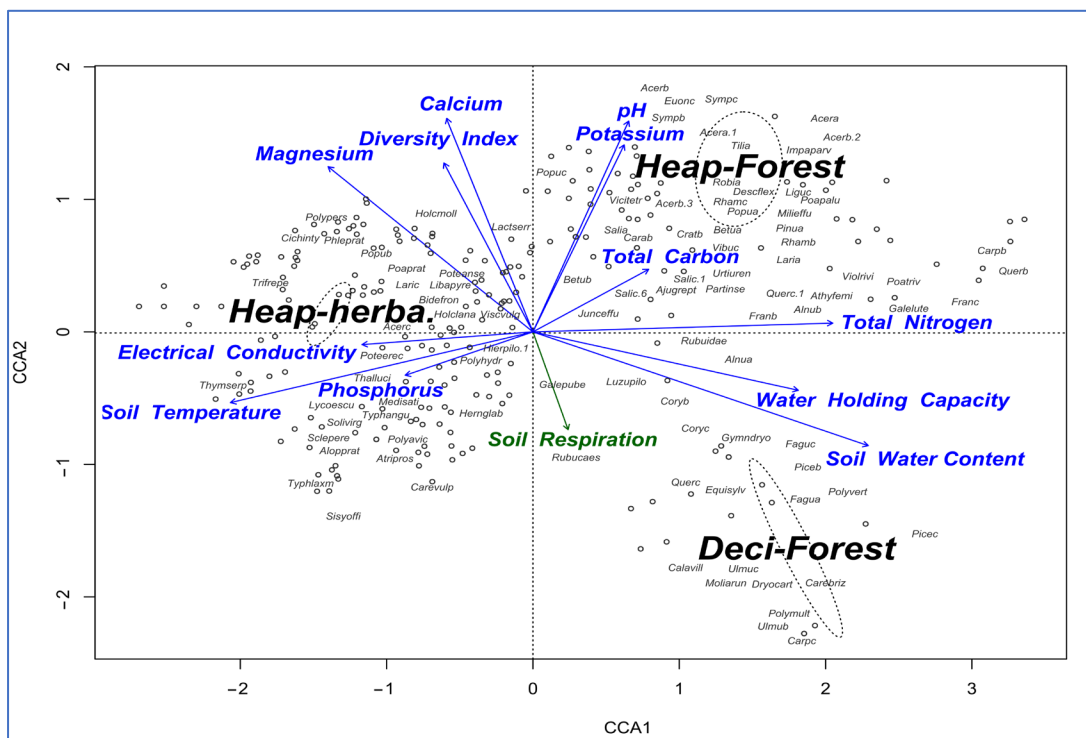 2
1
0
−1
−2
CCA2
Acerb
Euonc
Sympc
Calcium
pH
Sympb
Acera
Diversity Index
Potassium
Acera.1
Acerb.2
Magnesium
Tilia
Impaparv
Heap-Forest
Popuc
Robia
Descflex
Liguc
Vicitetr
Acerb.3
Rhamc
Poapalu
Polypers
Holcmoll
Popua
Milieffu
Lactserr
Salia
Carab
Cratb
Betua
Pinua
Cichinty
Phleprat
Vibuc
Rhamb
Popub
Total Carbon
Carpb
Poaprat
Poteanse
Laria
Trifrepe
Laric
Libapyre
Betub
Salic.1
Urtiuren
Violrivi
Querb
Ajugrept
Partinse
Poatriv
Bidefron
Salic.6
Querc.1
Athyfemi
Heap-herba.
Holclana
Viscvulg
Junceffu
Franb
Alnub
Galelute
Franc
Acerc
Total Nitrogen
Electrical Conductivity
Hierpilo.1
Rubuidae
Poteerec
Polyhydr
Alnua
Thalluci
Thymserp
Phosphorus
Galepube
Luzupilo
Soil Temperature
Lycoescu
Medisati
Coryb
Water Holding Capacity
Solivirg
Typhangu
Hernglab
Sclepere
Polyavic
Soil Respiration
Coryc
Gymndryo
Faguc
Alopprat
Atripros
Rubucaes
Piceb
Soil Water Content
Typhlaxm
Carevulp
Querc
Equisylv
Fagua
Polyvert
Sisyoffi
Picec
Deci-Forest
Calavill
Ulmuc
Moliarun
Dryocart
Carebriz
Polymult
Ulmub
Carpc
−2
−1
0
1
2
3
CCA1